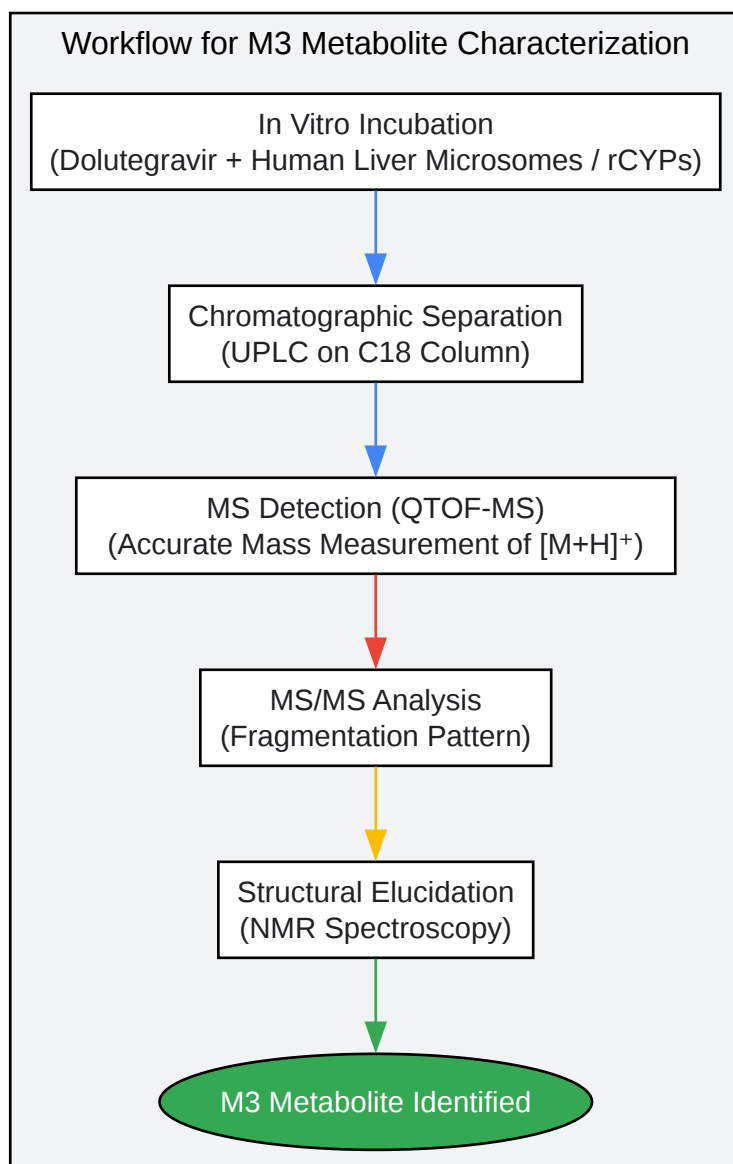 Workflow for M3 Metabolite Characterization
In Vitro Incubation
(Dolutegravir + Human Liver Microsomes / rCYPs)
Chromatographic Separation
(UPLC on C18 Column)
MS Detection (QTOF-MS)
(Accurate Mass Measurement of [M+H]⁺)
MS/MS Analysis
(Fragmentation Pattern)
Structural Elucidation
(NMR Spectroscopy)
M3 Metabolite Identified